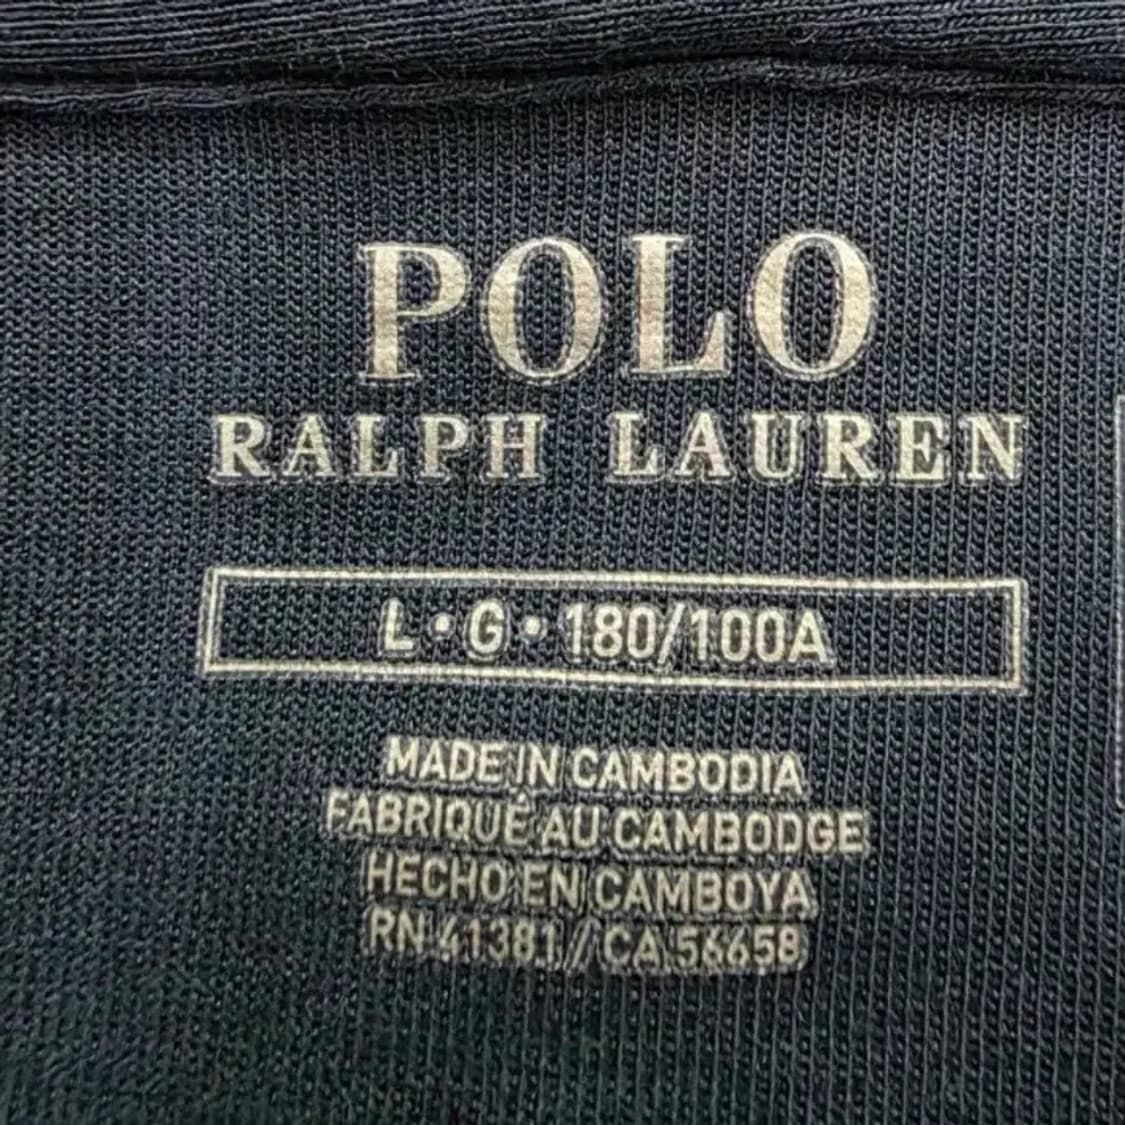 POLO
RALPH LAUREN
L • G • 180/100A
MADE IN CAMBODIA
FABRIQUÉ AU CAMBODGE
HECHO EN CAMBOYA
RN 41381 // CA 56658